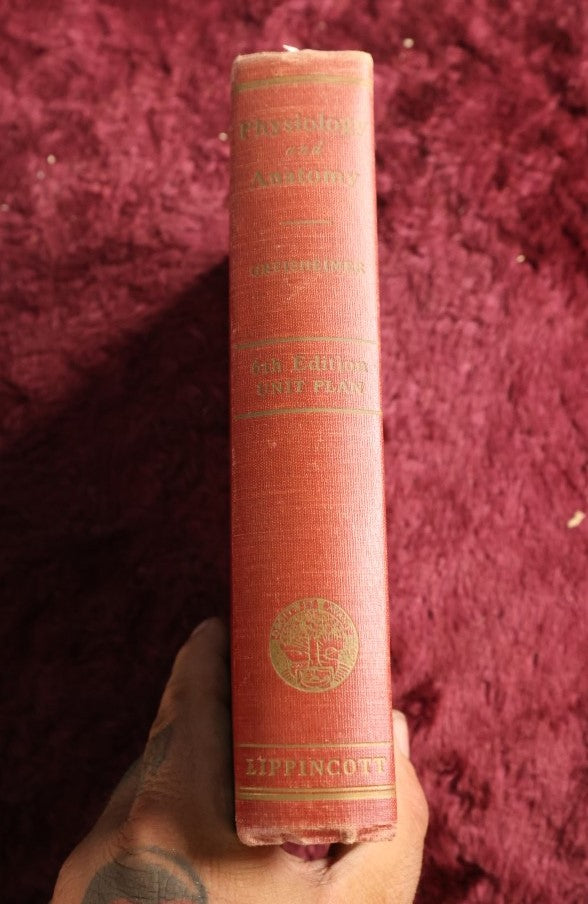 Physiology
and
Anatomy
GREISHEIMER
6th Edition
UNIT PLAN
LIPPINCOTT